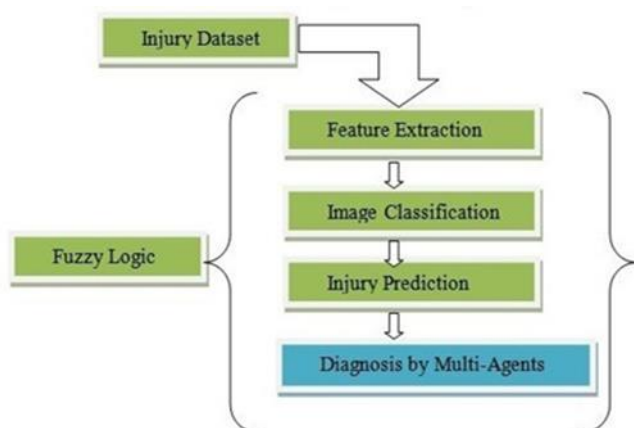 Injury Dataset
Feature Extraction
Image Classification
Fuzzy Logic
Injury Prediction
Diagnosis by Multi-Agents